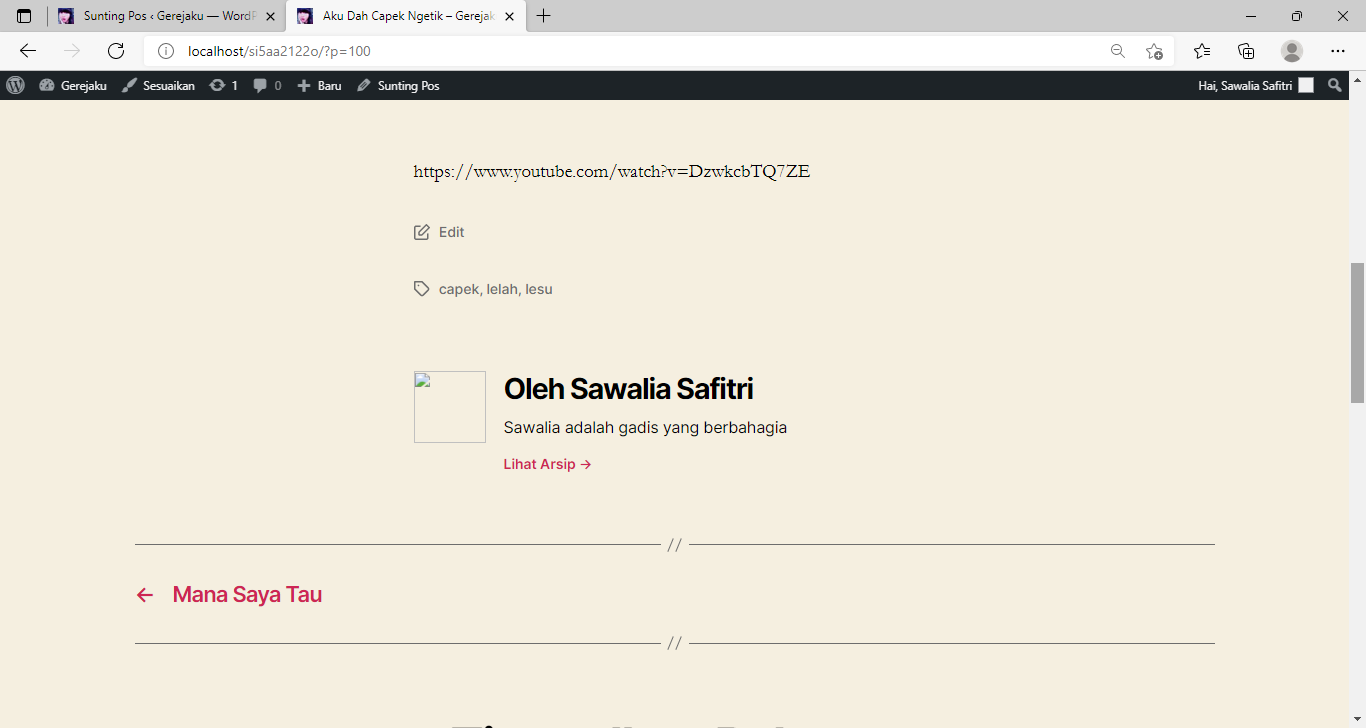 Sunting Pos ‹ Gerejaku — WordP
Aku Dah Capek Ngetik – Gerejak
localhost/si5aa2122o/?p=100
Gerejaku Sesuaikan 1 0 Baru Sunting Pos Hai, Sawalia Safitri
https://www.youtube.com/watch?v=DzwkcbTQ7ZE
Edit
capek, lelah, lesu
Oleh Sawalia Safitri
Sawalia adalah gadis yang berbahagia
Lihat Arsip →
//
← Mana Saya Tau
//